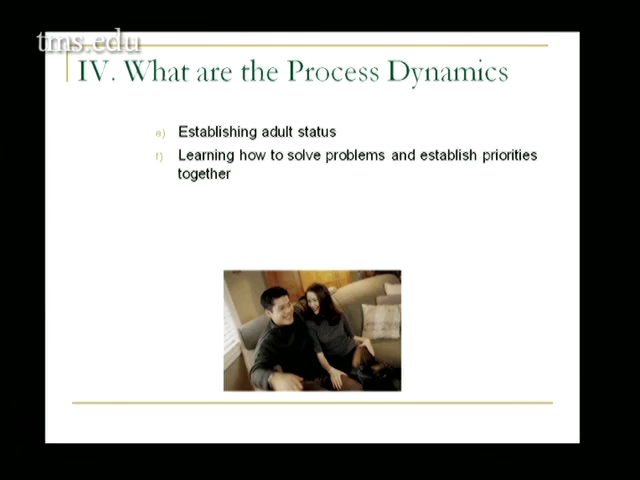 tms.edu
IV. What are the Process Dynamics
e) Establishing adult status
f) Learning how to solve problems and establish priorities
together